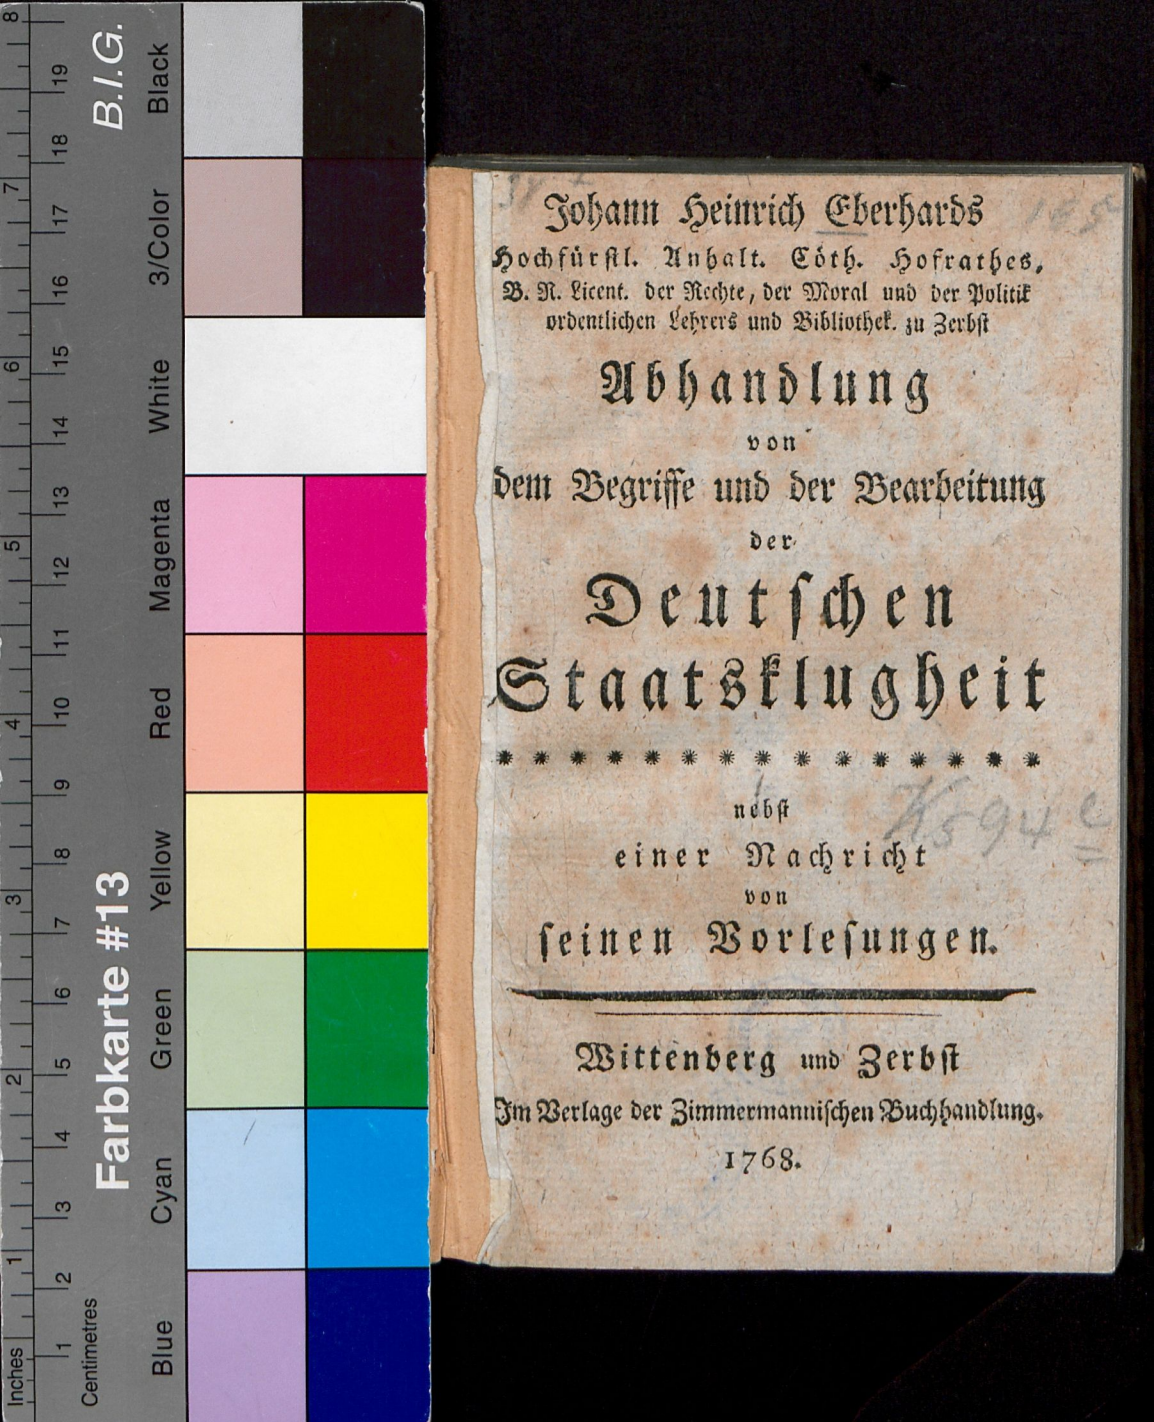 Johann Heinrich Eberhards
Hochfürstl. Anhalt. Cöth. Hofrathes,
B. R. Licent. der Rechte, der Moral und der Politik
ordentlichen Lehrers und Bibliothek. zu Zerbst
Abhandlung
von
dem Begriffe und der Bearbeitung
der
Deutschen
Staatsklugheit
nebst
einer Nachricht
von
seinen Vorlesungen.
Wittenberg und Zerbst
Im Verlage der Zimmermannischen Buchhandlung.
1768.
Farbkarte #13
B.I.G.
Blue
Cyan
Green
Yellow
Red
Magenta
White
3/Color
Black
Inches
1 2 3 4 5 6 7 8
Centimetres
1 2 3 4 5 6 7 8 9 10 11 12 13 14 15 16 17 18 19